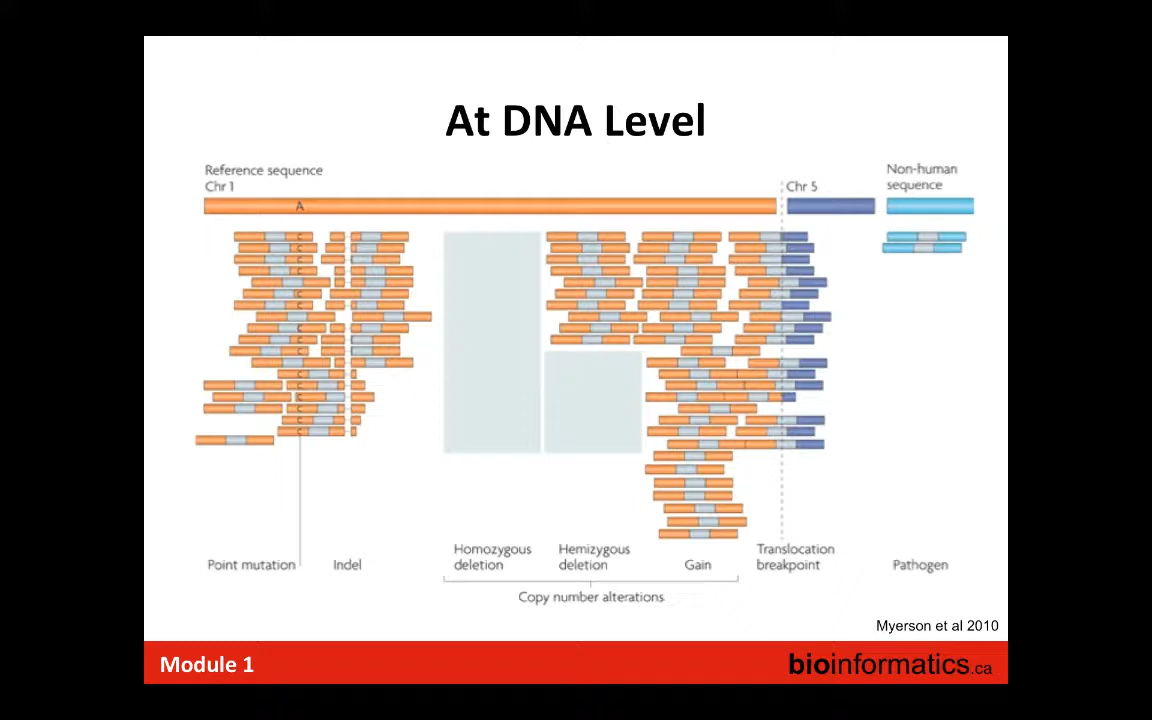 At DNA Level
Reference sequence
Chr 1
Chr 5
Non-human
sequence
A
Point mutation
Indel
Homozygous
deletion
Hemizygous
deletion
Gain
Translocation
breakpoint
Pathogen
Copy number alterations
Myerson et al 2010
Module 1
bioinformatics.ca